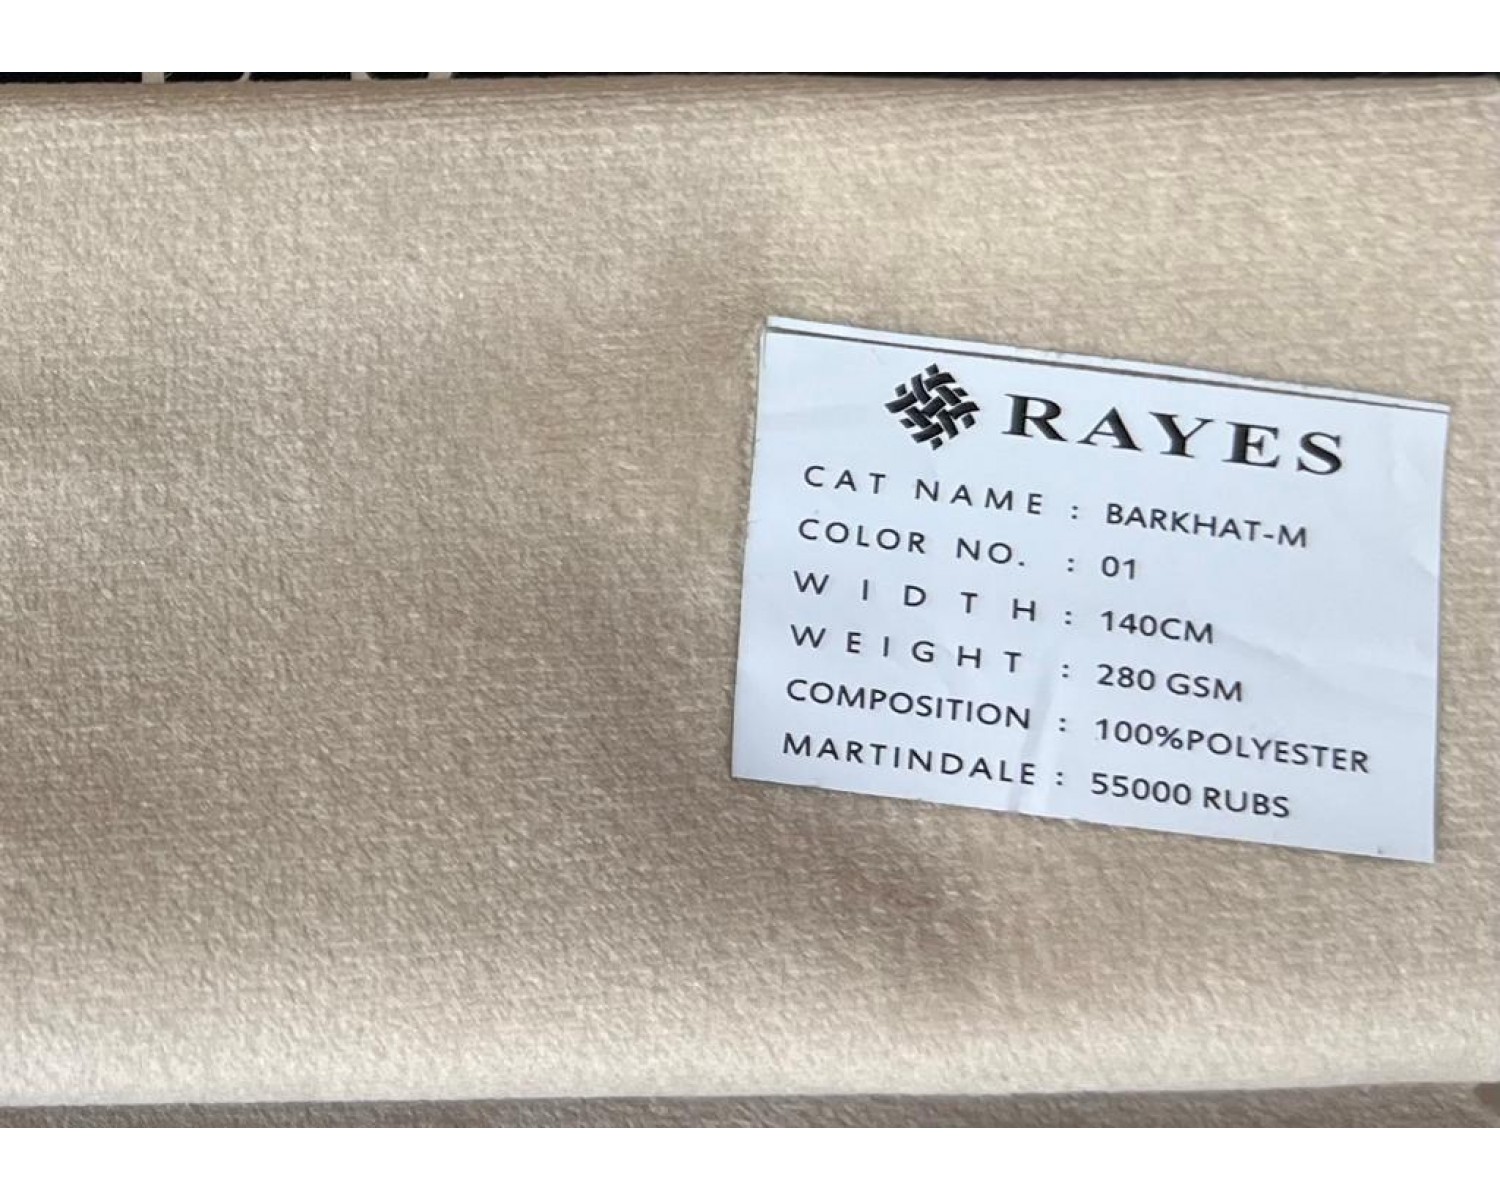 RAYES
CAT NAME : BARKHAT-M
COLOR NO. : 01
WIDTH : 140CM
WEIGHT : 280 GSM
COMPOSITION : 100%POLYESTER
MARTINDALE : 55000 RUBS